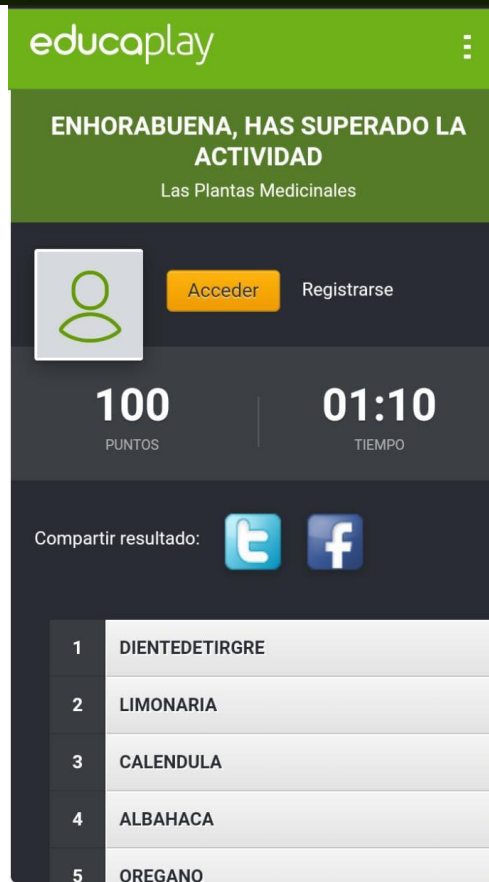 educaplay
ENHORABUENA, HAS SUPERADO LA
ACTIVIDAD
Las Plantas Medicinales
Acceder
Registrarse
100
01:10
PUNTOS
TIEMPO
Compartir resultado:
1 DIENTEDETIRGRE
2 LIMONARIA
3 CALENDULA
4 ALBAHACA
5 OREGANO